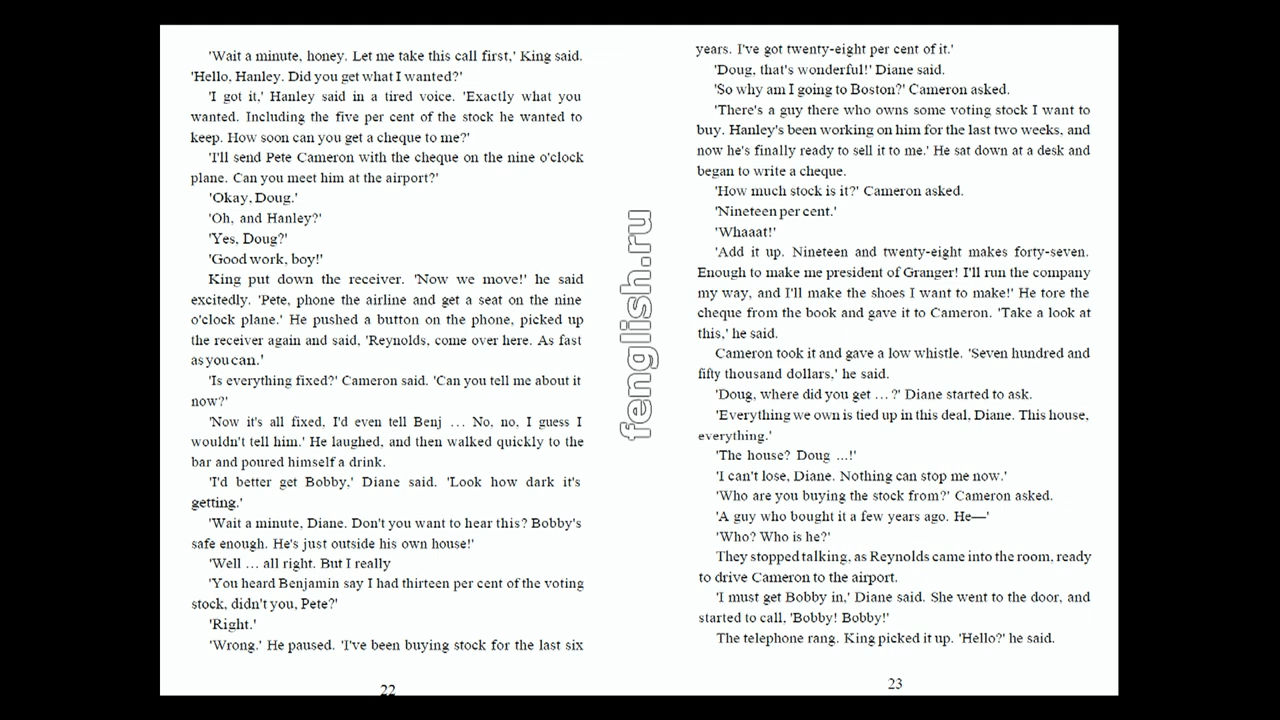 'Wait a minute, honey. Let me take this call first,' King said.
'Hello, Hanley. Did you get what I wanted?'
'I got it,' Hanley said in a tired voice. 'Exactly what you
wanted. Including the five per cent of the stock he wanted to
keep. How soon can you get a cheque to me?'
'I'll send Pete Cameron with the cheque on the nine o'clock
plane. Can you meet him at the airport?'
'Okay, Doug.'
'Oh, and Hanley?'
'Yes, Doug?'
'Good work, boy!'
King put down the receiver. 'Now we move!' he said
excitedly. 'Pete, phone the airline and get a seat on the nine
o'clock plane.' He pushed a button on the phone, picked up
the receiver again and said, 'Reynolds, come over here. As fast
as you can.'
'Is everything fixed?' Cameron said. 'Can you tell me about it
now?'
'Now it's all fixed, I'd even tell Benj ... No, no, I guess I
wouldn't tell him.' He laughed, and then walked quickly to the
bar and poured himself a drink.
'I'd better get Bobby,' Diane said. 'Look how dark it's
getting.'
'Wait a minute, Diane. Don't you want to hear this? Bobby's
safe enough. He's just outside his own house!'
'Well ... all right. But I really
'You heard Benjamin say I had thirteen per cent of the voting
stock, didn't you, Pete?'
'Right.'
'Wrong.' He paused. 'I've been buying stock for the last six
22
fenglish.ru
years. I've got twenty-eight per cent of it.'
'Doug, that's wonderful!' Diane said.
'So why am I going to Boston?' Cameron asked.
'There's a guy there who owns some voting stock I want to
buy. Hanley's been working on him for the last two weeks, and
now he's finally ready to sell it to me.' He sat down at a desk and
began to write a cheque.
'How much stock is it?' Cameron asked.
'Nineteen per cent.'
'Whaaat!'
'Add it up. Nineteen and twenty-eight makes forty-seven.
Enough to make me president of Granger! I'll run the company
my way, and I'll make the shoes I want to make!' He tore the
cheque from the book and gave it to Cameron. 'Take a look at
this,' he said.
Cameron took it and gave a low whistle. 'Seven hundred and
fifty thousand dollars,' he said.
'Doug, where did you get ... ?' Diane started to ask.
'Everything we own is tied up in this deal, Diane. This house,
everything.'
'The house? Doug ...!'
'I can't lose, Diane. Nothing can stop me now.'
'Who are you buying the stock from?' Cameron asked.
'A guy who bought it a few years ago. He—'
'Who? Who is he?'
They stopped talking, as Reynolds came into the room, ready
to drive Cameron to the airport.
'I must get Bobby in,' Diane said. She went to the door, and
started to call, 'Bobby! Bobby!'
The telephone rang. King picked it up. 'Hello?' he said.
23